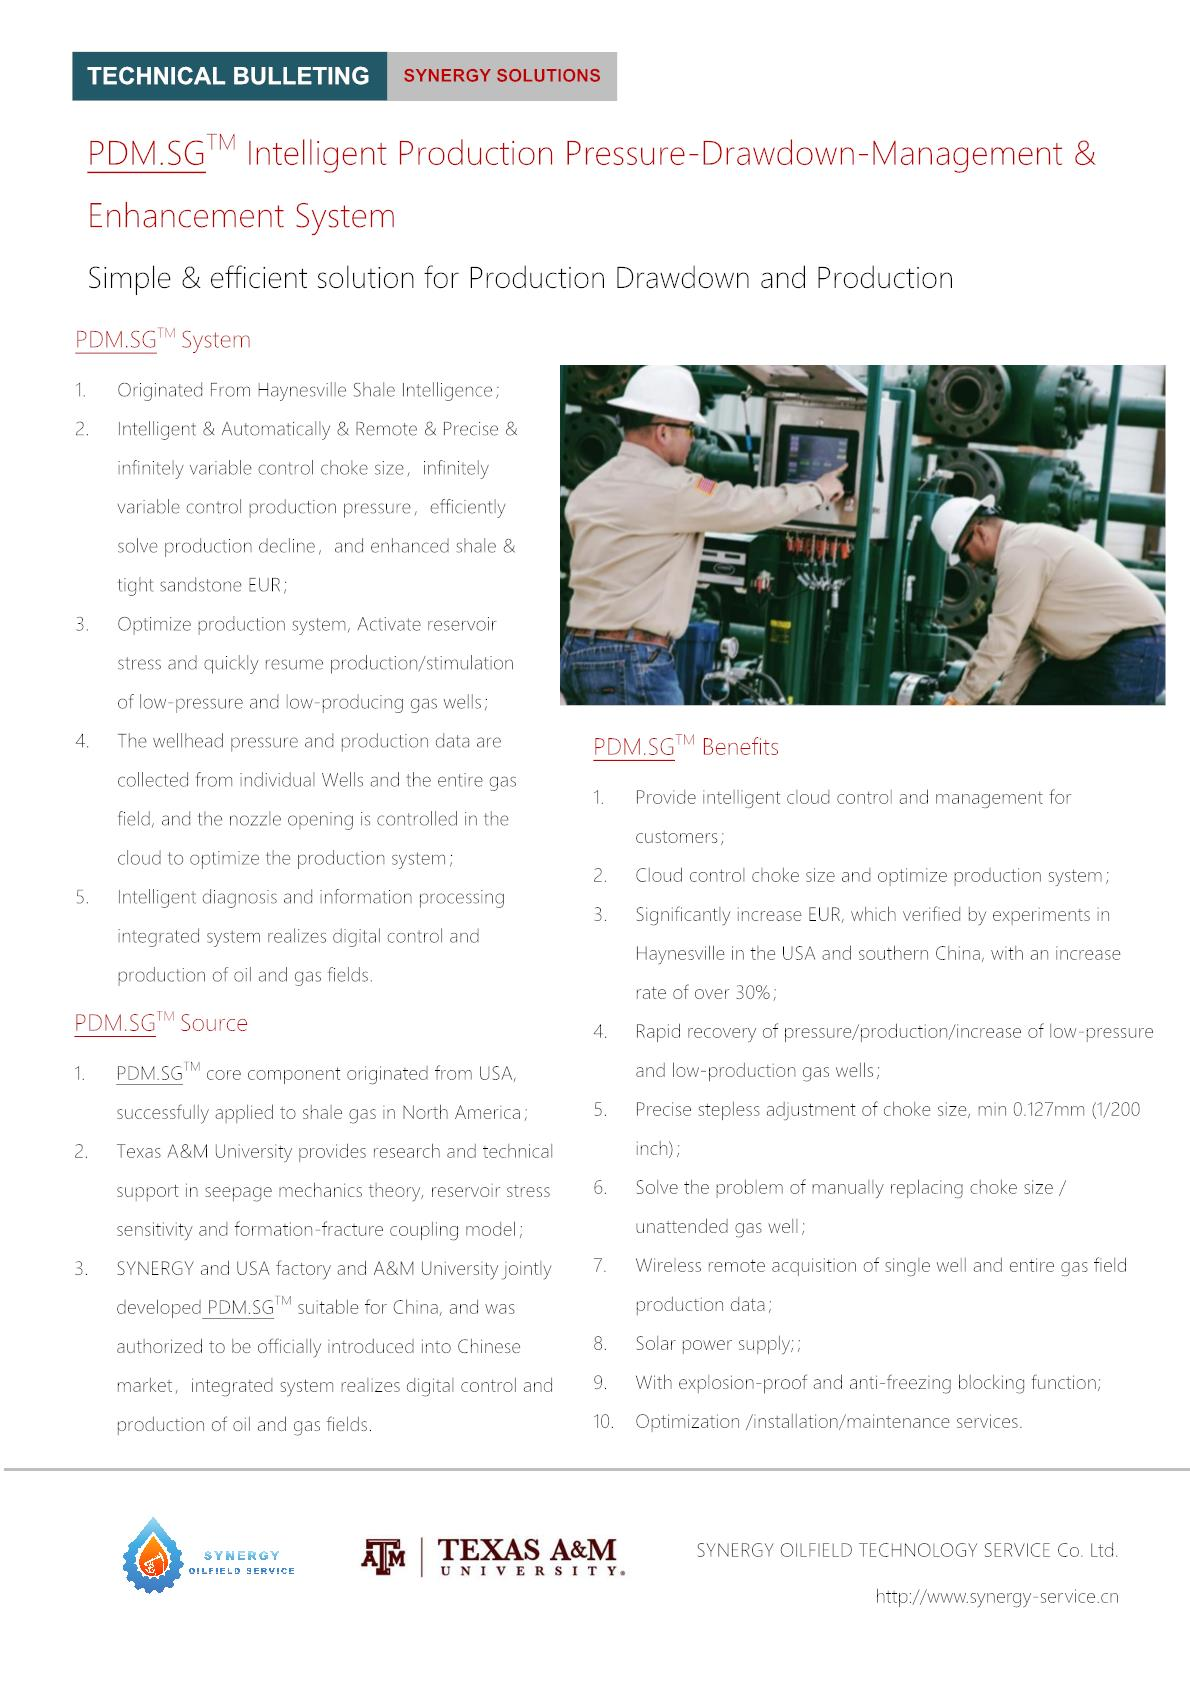 TECHNICAL BULLETING
SYNERGY SOLUTIONS
PDM.SG™ Intelligent Production Pressure-Drawdown-Management &
Enhancement System
Simple & efficient solution for Production Drawdown and Production
PDM.SG™ System
1. Originated From Haynesville Shale Intelligence;
2. Intelligent & Automatically & Remote & Precise &
infinitely variable control choke size，infinitely
variable control production pressure，efficiently
solve production decline，and enhanced shale &
tight sandstone EUR;
3. Optimize production system, Activate reservoir
stress and quickly resume production/stimulation
of low-pressure and low-producing gas wells;
4. The wellhead pressure and production data are
collected from individual Wells and the entire gas
field, and the nozzle opening is controlled in the
cloud to optimize the production system;
5. Intelligent diagnosis and information processing
integrated system realizes digital control and
production of oil and gas fields.
PDM.SG™ Source
1. PDM.SG™ core component originated from USA,
successfully applied to shale gas in North America;
2. Texas A&M University provides research and technical
support in seepage mechanics theory, reservoir stress
sensitivity and formation-fracture coupling model;
3. SYNERGY and USA factory and A&M University jointly
developed PDM.SG™ suitable for China, and was
authorized to be officially introduced into Chinese
market，integrated system realizes digital control and
production of oil and gas fields.
PDM.SG™ Benefits
1. Provide intelligent cloud control and management for
customers;
2. Cloud control choke size and optimize production system;
3. Significantly increase EUR, which verified by experiments in
Haynesville in the USA and southern China, with an increase
rate of over 30%;
4. Rapid recovery of pressure/production/increase of low-pressure
and low-production gas wells;
5. Precise stepless adjustment of choke size, min 0.127mm (1/200
inch);
6. Solve the problem of manually replacing choke size /
unattended gas well;
7. Wireless remote acquisition of single well and entire gas field
production data;
8. Solar power supply;;
9. With explosion-proof and anti-freezing blocking function;
10. Optimization /installation/maintenance services.
SYNERGY
OILFIELD SERVICE
ATM
TEXAS A&M
UNIVERSITY.
SYNERGY OILFIELD TECHNOLOGY SERVICE Co. Ltd.
http://www.synergy-service.cn